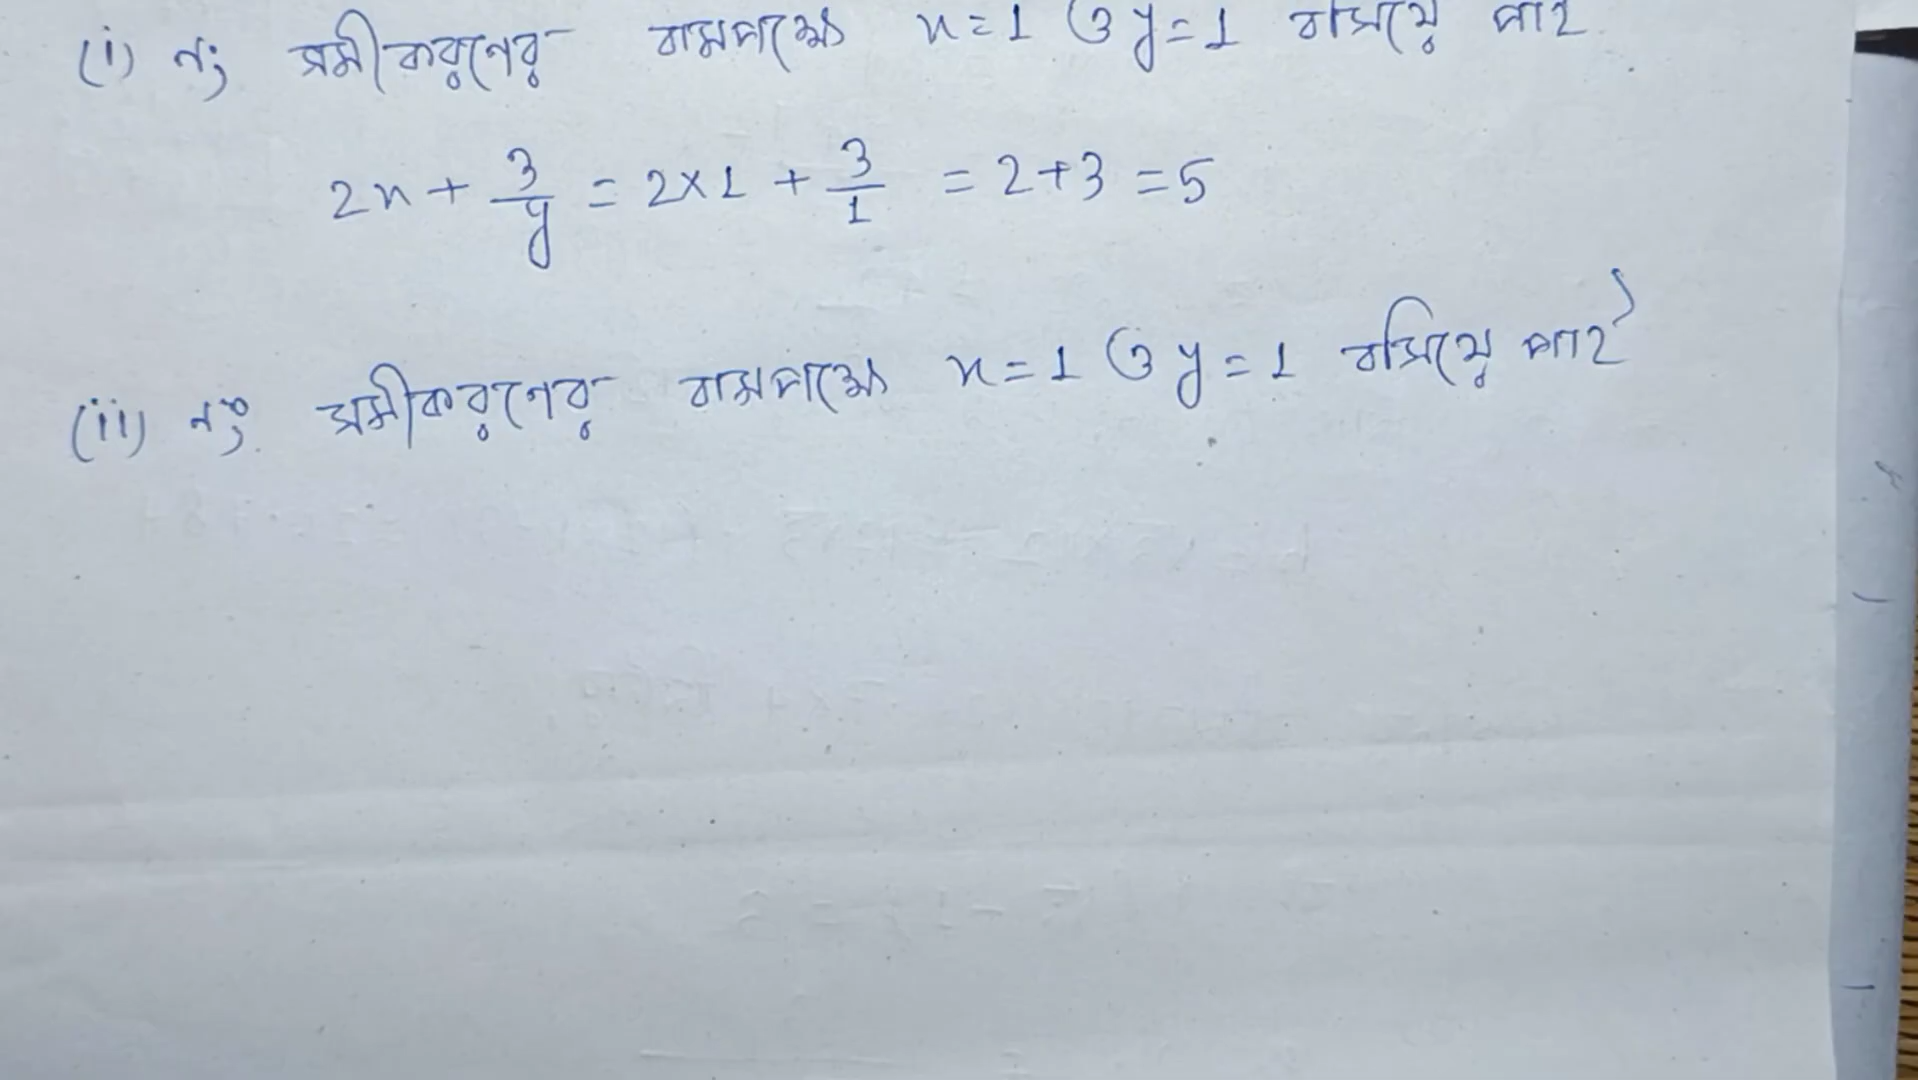 (i) নং সমীকরণের বামপক্ষে x=1 ও y=1 বসিয়ে পাই
2x + 3/y = 2×1 + 3/1 = 2+3 = 5
(ii) নং সমীকরণের বামপক্ষে x=1 ও y=1 বসিয়ে পাই